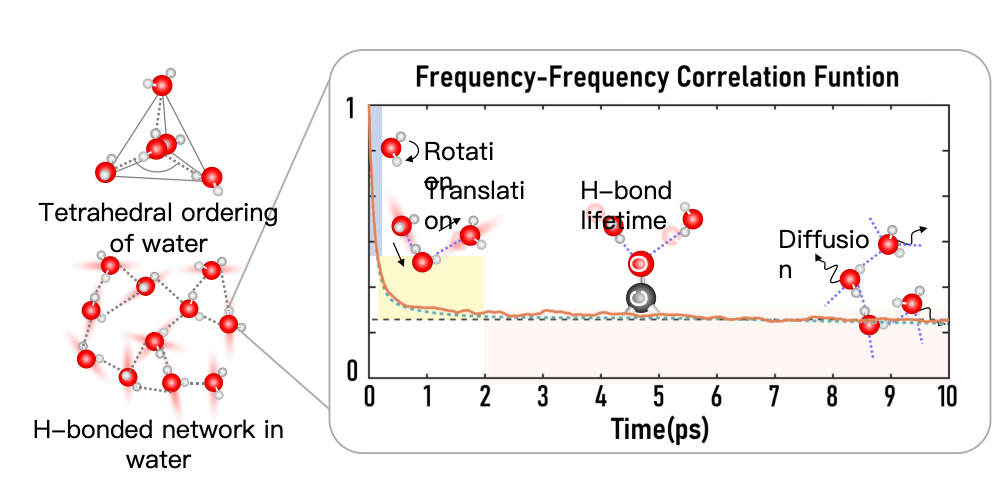 Frequency-Frequency Correlation Funtion
1
Rotati
on
Translati
on
H-bond
lifetime
Diffusio
n
0
0 1 2 3 4 5 6 7 8 9 10
Time(ps)
Tetrahedral ordering
of water
H-bonded network in
water